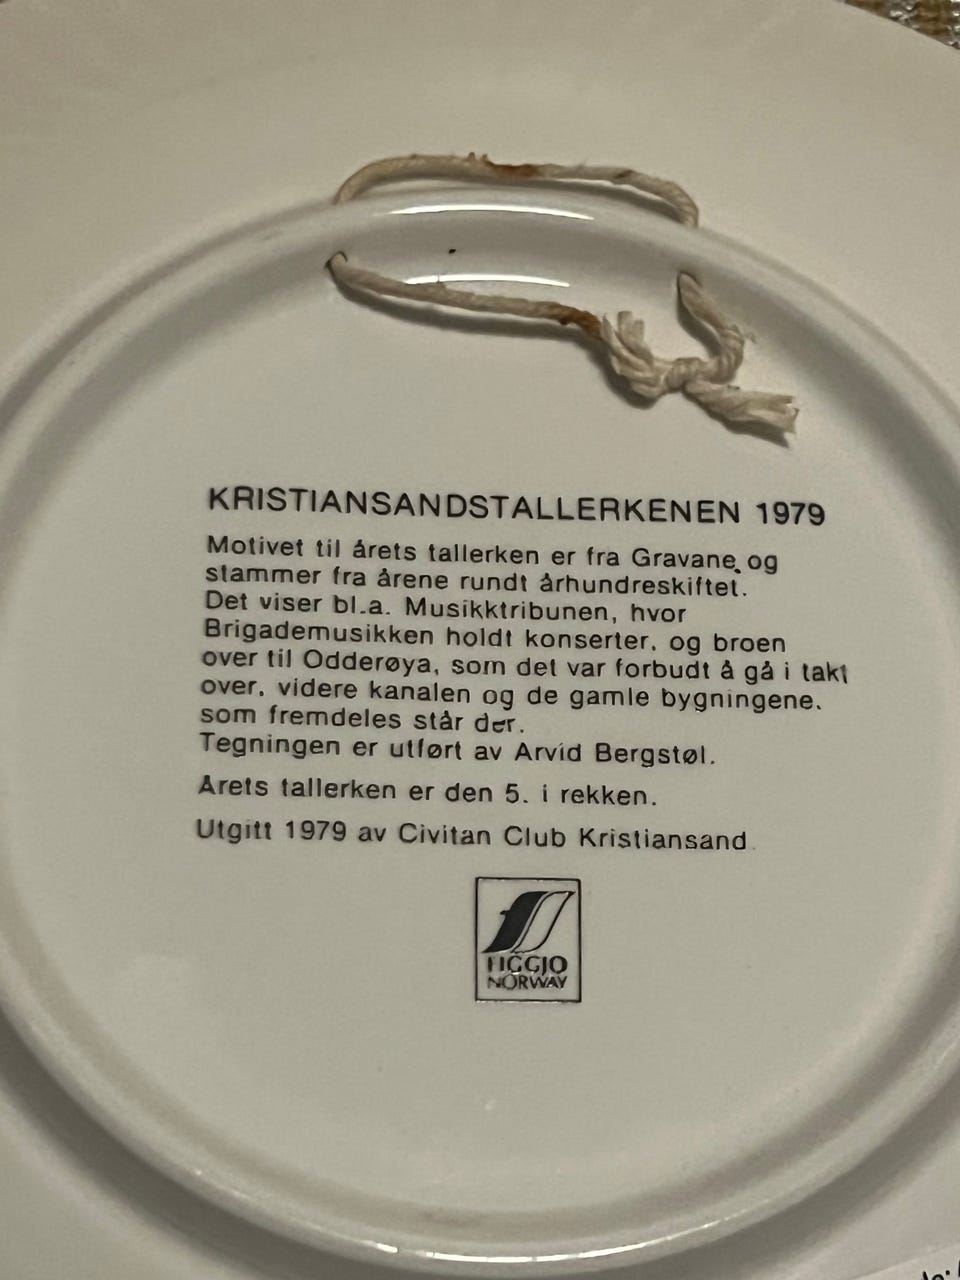 KRISTIANSANDSTALLERKENEN 1979
Motivet til årets tallerken er fra Gravane og
stammer fra årene rundt århundreskiftet.
Det viser bl.a. Musikktribunen, hvor
Brigademusikken holdt konserter, og broen
over til Odderøya, som det var forbudt å gå i takt
over, videre kanalen og de gamle bygningene.
som fremdeles står der.
Tegningen er utført av Arvid Bergstøl.
Årets tallerken er den 5. i rekken.
Utgitt 1979 av Civitan Club Kristiansand.
FIGGJO
NORWAY